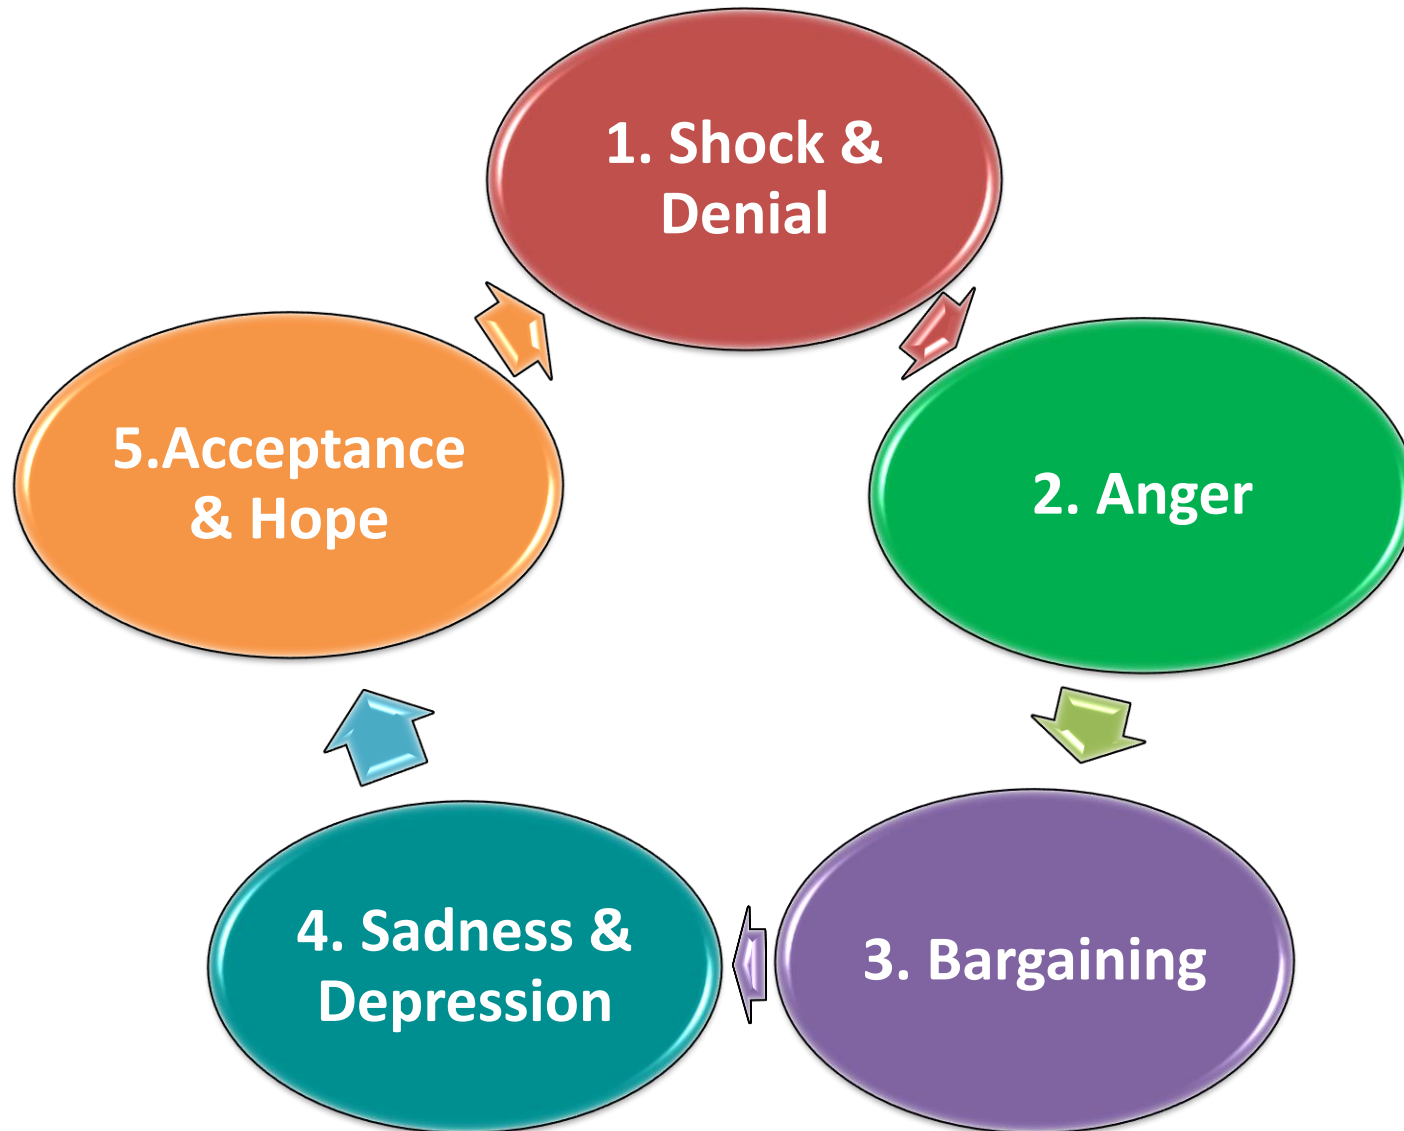 1. Shock &
Denial
2. Anger
3. Bargaining
4. Sadness &
Depression
5.Acceptance
& Hope